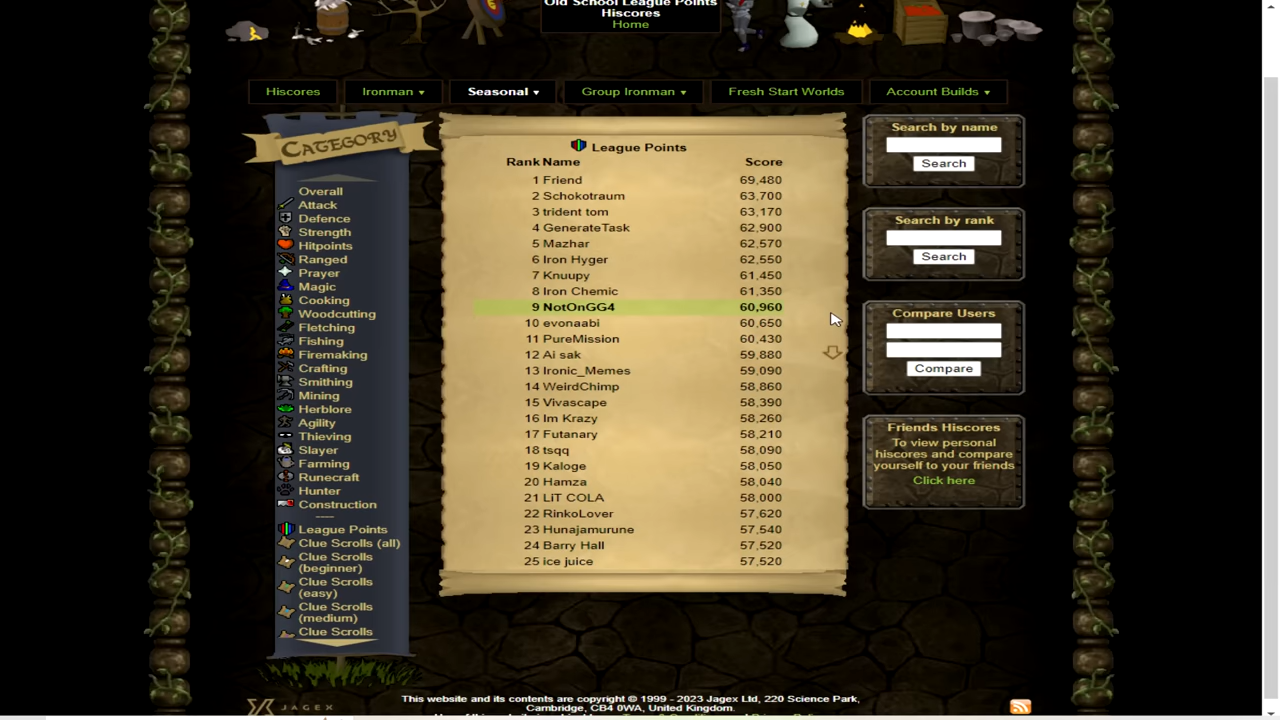 Old School League Points
Hiscores
Home
Hiscores
Ironman
Seasonal
Group Ironman
Fresh Start Worlds
Account Builds
CATEGORY
Overall
Attack
Defence
Strength
Hitpoints
Ranged
Prayer
Magic
Cooking
Woodcutting
Fletching
Fishing
Firemaking
Crafting
Smithing
Mining
Herblore
Agility
Thieving
Slayer
Farming
Runecraft
Hunter
Construction
----
League Points
Clue Scrolls (all)
Clue Scrolls
(beginner)
Clue Scrolls
(easy)
Clue Scrolls
(medium)
Clue Scrolls
League Points
Rank Name Score
1 Friend 69,480
2 Schokotraum 63,700
3 trident tom 63,170
4 GenerateTask 62,900
5 Mazhar 62,570
6 Iron Hyger 62,550
7 Knuupy 61,450
8 Iron Chemic 61,350
9 NotOnGG4 60,960
10 evonaabi 60,650
11 PureMission 60,430
12 Ai sak 59,880
13 Ironic_Memes 59,090
14 WeirdChimp 58,860
15 Vivascape 58,390
16 Im Krazy 58,260
17 Futanary 58,210
18 tsqq 58,090
19 Kaloge 58,050
20 Hamza 58,040
21 LiT COLA 58,000
22 RinkoLover 57,620
23 Hunajamurune 57,540
24 Barry Hall 57,520
25 ice juice 57,520
Search by name
Search
Search by rank
Search
Compare Users
Compare
Friends Hiscores
To view personal
hiscores and compare
yourself to your friends
Click here
JAGEX
This website and its contents are copyright © 1999 - 2023 Jagex Ltd, 220 Science Park,
Cambridge, CB4 0WA, United Kingdom.